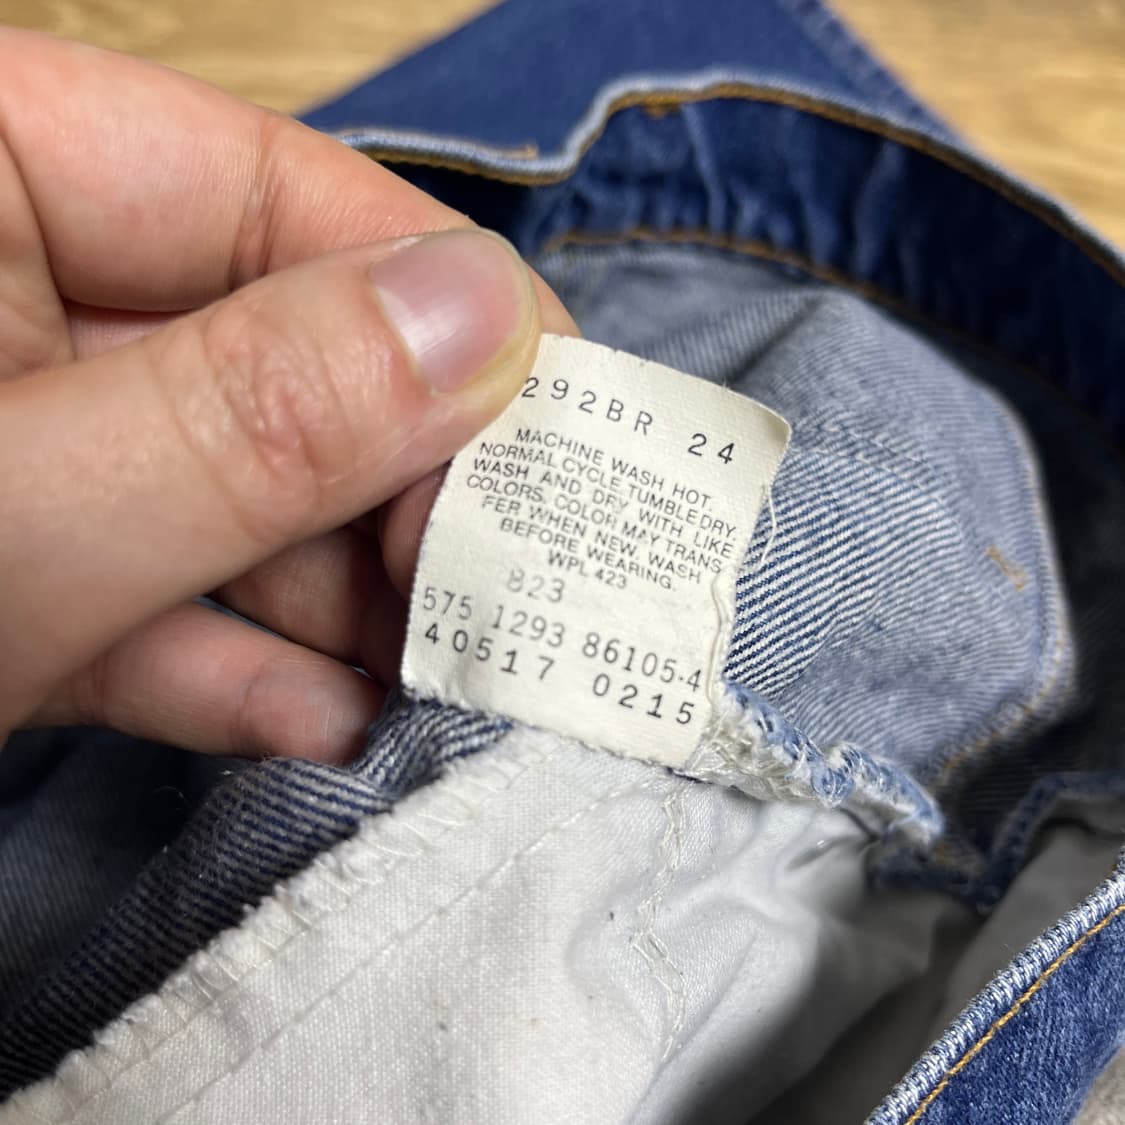 292BR 24
MACHINE WASH HOT.
NORMAL CYCLE, TUMBLE DRY.
WASH AND DRY WITH LIKE
COLORS. COLOR MAY TRANS
FER WHEN NEW. WASH
BEFORE WEARING.
WPL 423
823
575 1293 86105-4
40517 0215